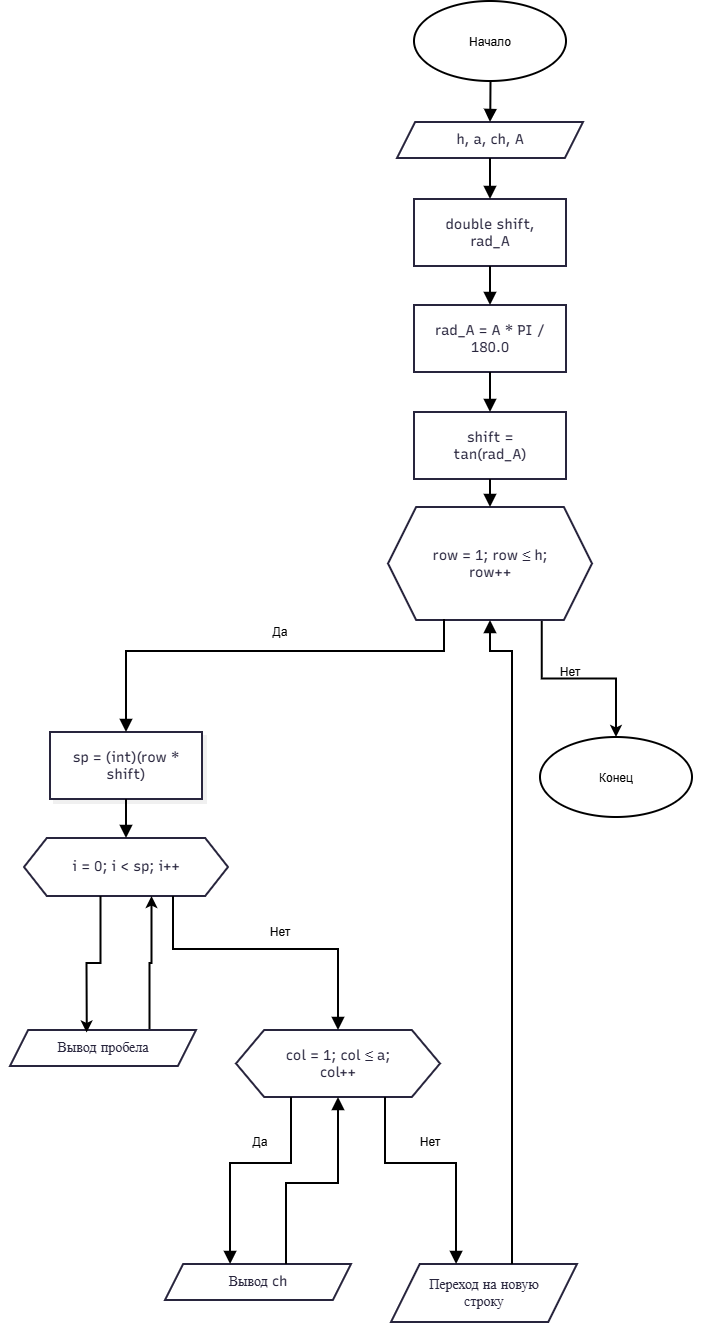 Начало
h, a, ch, A
double shift,
rad_A
rad_A = A * PI /
180.0
shift =
tan(rad_A)
row = 1; row ≤ h;
row++
Да
Нет
sp = (int)(row *
shift)
Конец
i = 0; i < sp; i++
Нет
Вывод пробела
col = 1; col ≤ a;
col++
Да
Нет
Вывод ch
Переход на новую
строку